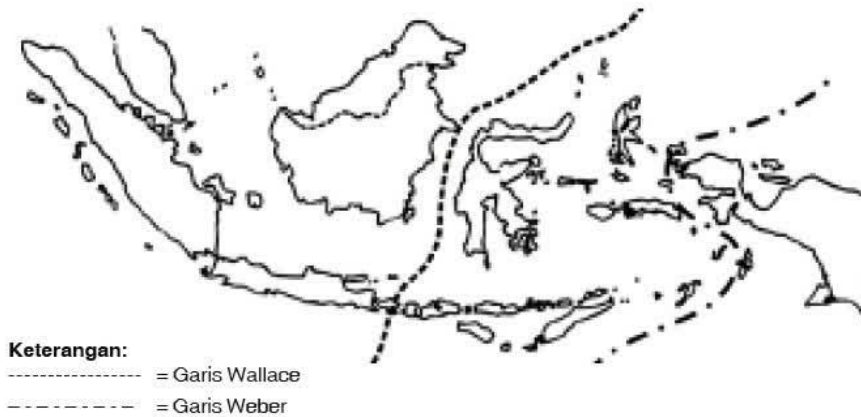 Keterangan:
= Garis Wallace
= Garis Weber